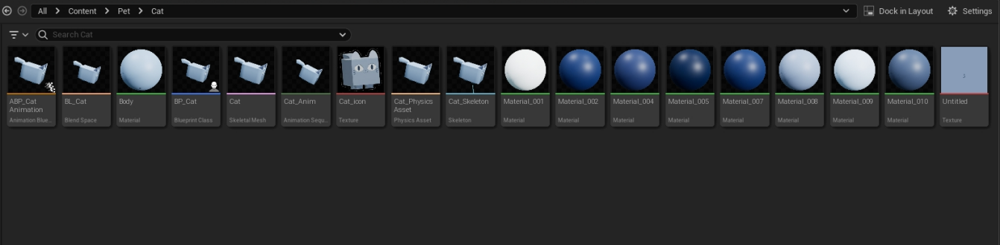 All > Content > Pet > Cat
Dock in Layout
Settings
Search Cat
ABP_Cat
Animation
Animation Blue...
BL_Cat
Blend Space
Body
Material
BP_Cat
Blueprint Class
Cat
Skeletal Mesh
Cat_Anim
Animation Sequ...
Cat_icon
Texture
Cat_Physics
Asset
Physics Asset
Cat_Skeleton
Skeleton
Material_001
Material
Material_002
Material
Material_004
Material
Material_005
Material
Material_007
Material
Material_008
Material
Material_009
Material
Material_010
Material
Untitled
Texture